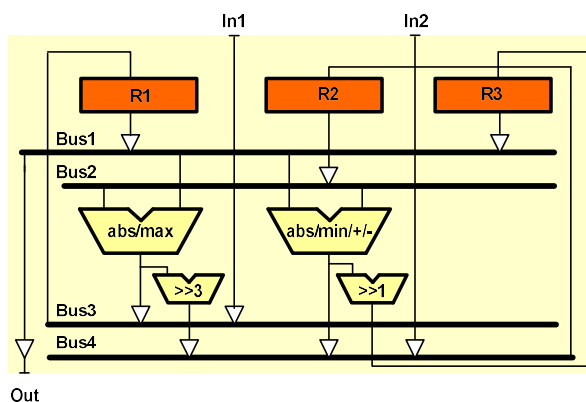 In1
In2
R1
R2
R3
Bus1
Bus2
abs/max
abs/min/+/-
>>3
>>1
Bus3
Bus4
Out